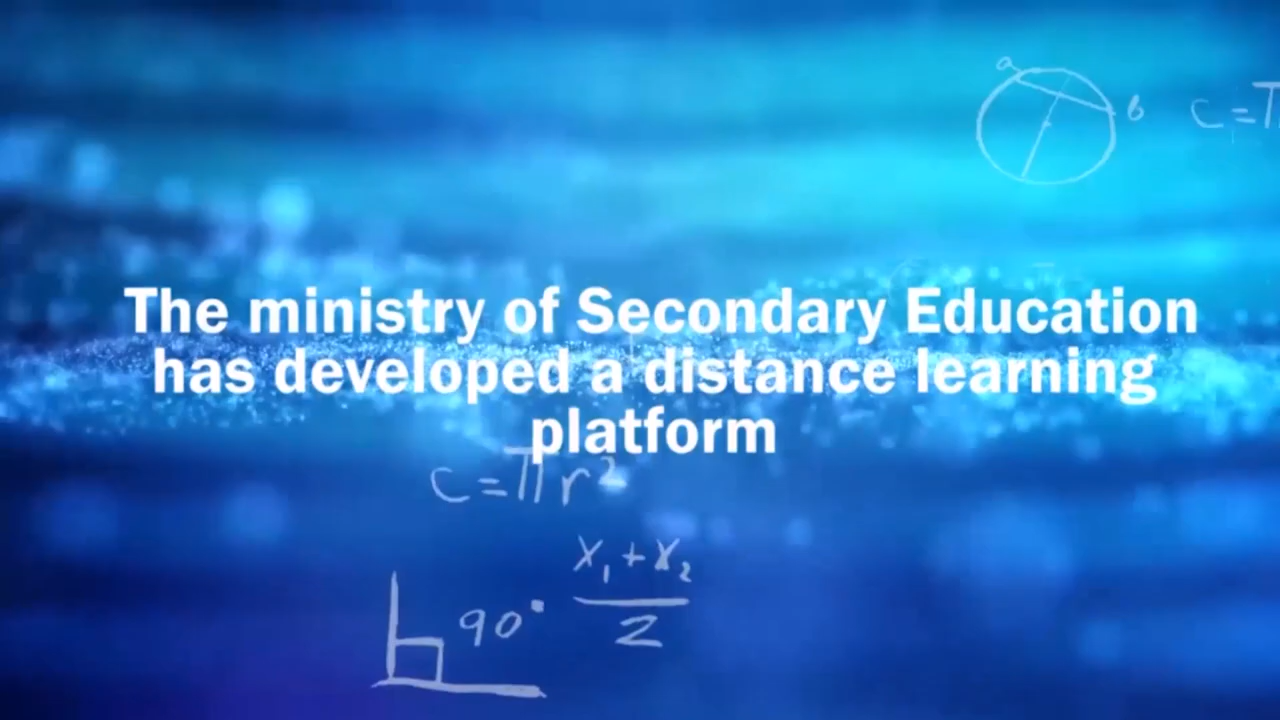 a
b
c=π
The ministry of Secondary Education
has developed a distance learning
platform
c=πr²
x₁+x₂
2
90°